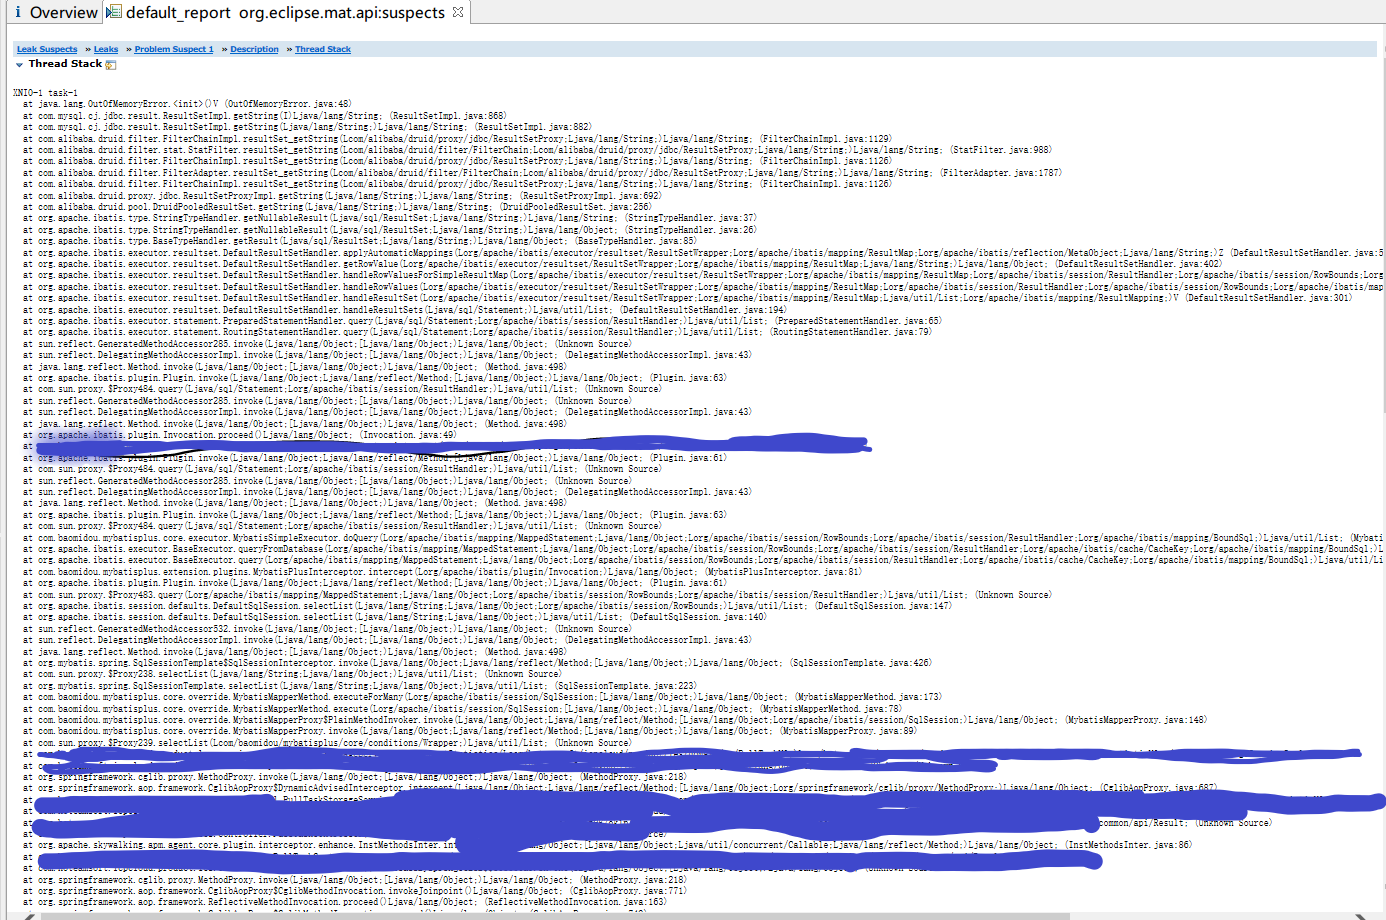 Overview default_report org.eclipse.mat.api:suspects
Leak Suspects » Leaks » Problem Suspect 1 » Description » Thread Stack
Thread Stack
XNIO-1 task-1
at java.lang.OutOfMemoryError.<init>()V (OutOfMemoryError.java:48)
at com.mysql.cj.jdbc.result.ResultSetImpl.getString(I)Ljava/lang/String; (ResultSetImpl.java:868)
at com.mysql.cj.jdbc.result.ResultSetImpl.getString(Ljava/lang/String;)Ljava/lang/String; (ResultSetImpl.java:882)
at com.alibaba.druid.filter.FilterChainImpl.resultSet_getString(Lcom/alibaba/druid/proxy/jdbc/ResultSetProxy;Ljava/lang/String;)Ljava/lang/String; (FilterChainImpl.java:1129)
at com.alibaba.druid.filter.stat.StatFilter.resultSet_getString(Lcom/alibaba/druid/filter/FilterChain;Lcom/alibaba/druid/proxy/jdbc/ResultSetProxy;Ljava/lang/String;)Ljava/lang/String; (StatFilter.java:988)
at com.alibaba.druid.filter.FilterChainImpl.resultSet_getString(Lcom/alibaba/druid/proxy/jdbc/ResultSetProxy;Ljava/lang/String;)Ljava/lang/String; (FilterChainImpl.java:1126)
at com.alibaba.druid.filter.FilterAdapter.resultSet_getString(Lcom/alibaba/druid/filter/FilterChain;Lcom/alibaba/druid/proxy/jdbc/ResultSetProxy;Ljava/lang/String;)Ljava/lang/String; (FilterAdapter.java:1787)
at com.alibaba.druid.filter.FilterChainImpl.resultSet_getString(Lcom/alibaba/druid/proxy/jdbc/ResultSetProxy;Ljava/lang/String;)Ljava/lang/String; (FilterChainImpl.java:1126)
at com.alibaba.druid.proxy.jdbc.ResultSetProxyImpl.getString(Ljava/lang/String;)Ljava/lang/String; (ResultSetProxyImpl.java:692)
at com.alibaba.druid.pool.DruidPooledResultSet.getString(Ljava/lang/String;)Ljava/lang/String; (DruidPooledResultSet.java:256)
at org.apache.ibatis.type.StringTypeHandler.getNullableResult(Ljava/sql/ResultSet;Ljava/lang/String;)Ljava/lang/String; (StringTypeHandler.java:37)
at org.apache.ibatis.type.StringTypeHandler.getNullableResult(Ljava/sql/ResultSet;Ljava/lang/String;)Ljava/lang/Object; (StringTypeHandler.java:26)
at org.apache.ibatis.type.BaseTypeHandler.getResult(Ljava/sql/ResultSet;Ljava/lang/String;)Ljava/lang/Object; (BaseTypeHandler.java:85)
at org.apache.ibatis.executor.resultset.DefaultResultSetHandler.applyAutomaticMappings(Lorg/apache/ibatis/executor/resultset/ResultSetWrapper;Lorg/apache/ibatis/mapping/ResultMap;Lorg/apache/ibatis/reflection/MetaObject;Ljava/lang/String;)Z (DefaultResultSetHandler.java:5
at org.apache.ibatis.executor.resultset.DefaultResultSetHandler.getRowValue(Lorg/apache/ibatis/executor/resultset/ResultSetWrapper;Lorg/apache/ibatis/mapping/ResultMap;Ljava/lang/String;)Ljava/lang/Object; (DefaultResultSetHandler.java:402)
at org.apache.ibatis.executor.resultset.DefaultResultSetHandler.handleRowValuesForSimpleResultMap(Lorg/apache/ibatis/executor/resultset/ResultSetWrapper;Lorg/apache/ibatis/mapping/ResultMap;Lorg/apache/ibatis/session/ResultHandler;Lorg/apache/ibatis/session/RowBounds;Lorg
at org.apache.ibatis.executor.resultset.DefaultResultSetHandler.handleRowValues(Lorg/apache/ibatis/executor/resultset/ResultSetWrapper;Lorg/apache/ibatis/mapping/ResultMap;Lorg/apache/ibatis/session/ResultHandler;Lorg/apache/ibatis/session/RowBounds;Lorg/apache/ibatis/map
at org.apache.ibatis.executor.resultset.DefaultResultSetHandler.handleResultSet(Lorg/apache/ibatis/executor/resultset/ResultSetWrapper;Lorg/apache/ibatis/mapping/ResultMap;Ljava/util/List;Lorg/apache/ibatis/mapping/ResultMapping;)V (DefaultResultSetHandler.java:301)
at org.apache.ibatis.executor.resultset.DefaultResultSetHandler.handleResultSets(Ljava/sql/Statement;)Ljava/util/List; (DefaultResultSetHandler.java:194)
at org.apache.ibatis.executor.statement.PreparedStatementHandler.query(Ljava/sql/Statement;Lorg/apache/ibatis/session/ResultHandler;)Ljava/util/List; (PreparedStatementHandler.java:65)
at org.apache.ibatis.executor.statement.RoutingStatementHandler.query(Ljava/sql/Statement;Lorg/apache/ibatis/session/ResultHandler;)Ljava/util/List; (RoutingStatementHandler.java:79)
at sun.reflect.GeneratedMethodAccessor285.invoke(Ljava/lang/Object;[Ljava/lang/Object;)Ljava/lang/Object; (Unknown Source)
at sun.reflect.DelegatingMethodAccessorImpl.invoke(Ljava/lang/Object;[Ljava/lang/Object;)Ljava/lang/Object; (DelegatingMethodAccessorImpl.java:43)
at java.lang.reflect.Method.invoke(Ljava/lang/Object;[Ljava/lang/Object;)Ljava/lang/Object; (Method.java:498)
at org.apache.ibatis.plugin.Plugin.invoke(Ljava/lang/Object;Ljava/lang/reflect/Method;[Ljava/lang/Object;)Ljava/lang/Object; (Plugin.java:63)
at com.sun.proxy.$Proxy484.query(Ljava/sql/Statement;Lorg/apache/ibatis/session/ResultHandler;)Ljava/util/List; (Unknown Source)
at sun.reflect.GeneratedMethodAccessor285.invoke(Ljava/lang/Object;[Ljava/lang/Object;)Ljava/lang/Object; (Unknown Source)
at sun.reflect.DelegatingMethodAccessorImpl.invoke(Ljava/lang/Object;[Ljava/lang/Object;)Ljava/lang/Object; (DelegatingMethodAccessorImpl.java:43)
at java.lang.reflect.Method.invoke(Ljava/lang/Object;[Ljava/lang/Object;)Ljava/lang/Object; (Method.java:498)
at org.apache.ibatis.plugin.Invocation.proceed()Ljava/lang/Object; (Invocation.java:49)
at
at org.apache.ibatis.plugin.Plugin.invoke(Ljava/lang/Object;Ljava/lang/reflect/Method;[Ljava/lang/Object;)Ljava/lang/Object; (Plugin.java:61)
at com.sun.proxy.$Proxy484.query(Ljava/sql/Statement;Lorg/apache/ibatis/session/ResultHandler;)Ljava/util/List; (Unknown Source)
at sun.reflect.GeneratedMethodAccessor285.invoke(Ljava/lang/Object;[Ljava/lang/Object;)Ljava/lang/Object; (Unknown Source)
at sun.reflect.DelegatingMethodAccessorImpl.invoke(Ljava/lang/Object;[Ljava/lang/Object;)Ljava/lang/Object; (DelegatingMethodAccessorImpl.java:43)
at java.lang.reflect.Method.invoke(Ljava/lang/Object;[Ljava/lang/Object;)Ljava/lang/Object; (Method.java:498)
at org.apache.ibatis.plugin.Plugin.invoke(Ljava/lang/Object;Ljava/lang/reflect/Method;[Ljava/lang/Object;)Ljava/lang/Object; (Plugin.java:63)
at com.sun.proxy.$Proxy484.query(Ljava/sql/Statement;Lorg/apache/ibatis/session/ResultHandler;)Ljava/util/List; (Unknown Source)
at com.baomidou.mybatisplus.core.executor.MybatisSimpleExecutor.doQuery(Lorg/apache/ibatis/mapping/MappedStatement;Ljava/lang/Object;Lorg/apache/ibatis/session/RowBounds;Lorg/apache/ibatis/session/ResultHandler;Lorg/apache/ibatis/mapping/BoundSql;)Ljava/util/List; (Mybati
at org.apache.ibatis.executor.BaseExecutor.queryFromDatabase(Lorg/apache/ibatis/mapping/MappedStatement;Ljava/lang/Object;Lorg/apache/ibatis/session/RowBounds;Lorg/apache/ibatis/session/ResultHandler;Lorg/apache/ibatis/cache/CacheKey;Lorg/apache/ibatis/mapping/BoundSql;)L
at org.apache.ibatis.executor.BaseExecutor.query(Lorg/apache/ibatis/mapping/MappedStatement;Ljava/lang/Object;Lorg/apache/ibatis/session/RowBounds;Lorg/apache/ibatis/session/ResultHandler;Lorg/apache/ibatis/cache/CacheKey;Lorg/apache/ibatis/mapping/BoundSql;)Ljava/util/Li
at com.baomidou.mybatisplus.extension.plugins.MybatisPlusInterceptor.intercept(Lorg/apache/ibatis/plugin/Invocation;)Ljava/lang/Object; (MybatisPlusInterceptor.java:81)
at org.apache.ibatis.plugin.Plugin.invoke(Ljava/lang/Object;Ljava/lang/reflect/Method;[Ljava/lang/Object;)Ljava/lang/Object; (Plugin.java:61)
at com.sun.proxy.$Proxy483.query(Lorg/apache/ibatis/mapping/MappedStatement;Ljava/lang/Object;Lorg/apache/ibatis/session/RowBounds;Lorg/apache/ibatis/session/ResultHandler;)Ljava/util/List; (Unknown Source)
at org.apache.ibatis.session.defaults.DefaultSqlSession.selectList(Ljava/lang/String;Ljava/lang/Object;Lorg/apache/ibatis/session/RowBounds;)Ljava/util/List; (DefaultSqlSession.java:147)
at org.apache.ibatis.session.defaults.DefaultSqlSession.selectList(Ljava/lang/String;Ljava/lang/Object;)Ljava/util/List; (DefaultSqlSession.java:140)
at sun.reflect.GeneratedMethodAccessor532.invoke(Ljava/lang/Object;[Ljava/lang/Object;)Ljava/lang/Object; (Unknown Source)
at sun.reflect.DelegatingMethodAccessorImpl.invoke(Ljava/lang/Object;[Ljava/lang/Object;)Ljava/lang/Object; (DelegatingMethodAccessorImpl.java:43)
at java.lang.reflect.Method.invoke(Ljava/lang/Object;[Ljava/lang/Object;)Ljava/lang/Object; (Method.java:498)
at org.mybatis.spring.SqlSessionTemplate$SqlSessionInterceptor.invoke(Ljava/lang/Object;Ljava/lang/reflect/Method;[Ljava/lang/Object;)Ljava/lang/Object; (SqlSessionTemplate.java:426)
at com.sun.proxy.$Proxy238.selectList(Ljava/lang/String;Ljava/lang/Object;)Ljava/util/List; (Unknown Source)
at org.mybatis.spring.SqlSessionTemplate.selectList(Ljava/lang/String;Ljava/lang/Object;)Ljava/util/List; (SqlSessionTemplate.java:223)
at com.baomidou.mybatisplus.core.override.MybatisMapperMethod.executeForMany(Lorg/apache/ibatis/session/SqlSession;[Ljava/lang/Object;)Ljava/lang/Object; (MybatisMapperMethod.java:173)
at com.baomidou.mybatisplus.core.override.MybatisMapperMethod.execute(Lorg/apache/ibatis/session/SqlSession;[Ljava/lang/Object;)Ljava/lang/Object; (MybatisMapperMethod.java:78)
at com.baomidou.mybatisplus.core.override.MybatisMapperProxy$PlainMethodInvoker.invoke(Ljava/lang/Object;Ljava/lang/reflect/Method;[Ljava/lang/Object;Lorg/apache/ibatis/session/SqlSession;)Ljava/lang/Object; (MybatisMapperProxy.java:148)
at com.baomidou.mybatisplus.core.override.MybatisMapperProxy.invoke(Ljava/lang/Object;Ljava/lang/reflect/Method;[Ljava/lang/Object;)Ljava/lang/Object; (MybatisMapperProxy.java:89)
at com.sun.proxy.$Proxy239.selectList(Lcom/baomidou/mybatisplus/core/conditions/Wrapper;)Ljava/util/List; (Unknown Source)
at
at org.springframework.cglib.proxy.MethodProxy.invoke(Ljava/lang/Object;[Ljava/lang/Object;)Ljava/lang/Object; (MethodProxy.java:218)
at org.springframework.aop.framework.CglibAopProxy$DynamicAdvisedInterceptor.intercept(Ljava/lang/Object;Ljava/lang/reflect/Method;[Ljava/lang/Object;Lorg/springframework/cglib/proxy/MethodProxy;)Ljava/lang/Object; (CglibAopProxy.java:687)
at
at common/api/Result; (Unknown Source)
at org.apache.skywalking.apm.agent.core.plugin.interceptor.enhance.InstMethodsInter. ng/Object;[Ljava/lang/Object;Ljava/util/concurrent/Callable;Ljava/lang/reflect/Method;)Ljava/lang/Object; (InstMethodsInter.java:86)
at
at org.springframework.cglib.proxy.MethodProxy.invoke(Ljava/lang/Object;[Ljava/lang/Object;)Ljava/lang/Object; (MethodProxy.java:218)
at org.springframework.aop.framework.CglibAopProxy$CglibMethodInvocation.invokeJoinpoint()Ljava/lang/Object; (CglibAopProxy.java:771)
at org.springframework.aop.framework.ReflectiveMethodInvocation.proceed()Ljava/lang/Object; (ReflectiveMethodInvocation.java:163)